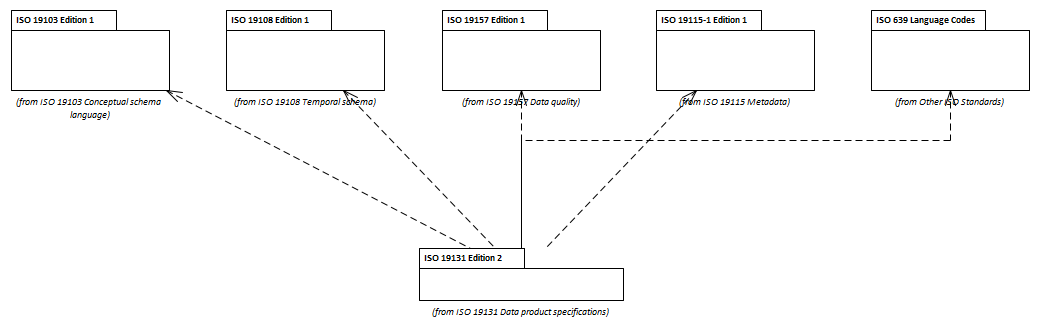 ISO 19103 Edition 1
ISO 19108 Edition 1
ISO 19157 Edition 1
ISO 19115-1 Edition 1
ISO 639 Language Codes
(from ISO 19103 Conceptual schema
language)
(from ISO 19108 Temporal schema)
(from ISO 19157 Data quality)
(from ISO 19115 Metadata)
(from Other ISO Standards)
ISO 19131 Edition 2
(from ISO 19131 Data product specifications)